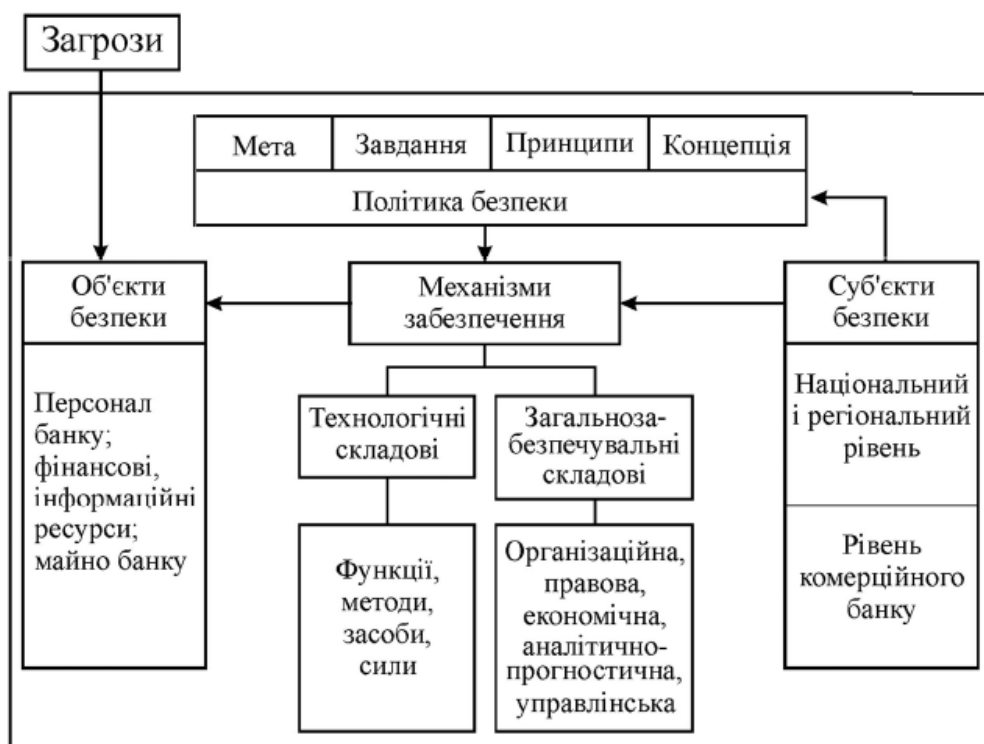 Загрози
Мета
Завдання
Принципи
Концепція
Політика безпеки
Об'єкти
безпеки
Персонал
банку;
фінансові,
інформаційні
ресурси;
майно банку
Механізми
забезпечення
Технологічні
складові
Функції,
методи,
засоби,
сили
Загальноза-
безпечувальні
складові
Організаційна,
правова,
економічна,
аналітично-
прогностична,
управлінська
Суб'єкти
безпеки
Національний
і регіональний
рівень
Рівень
комерційного
банку